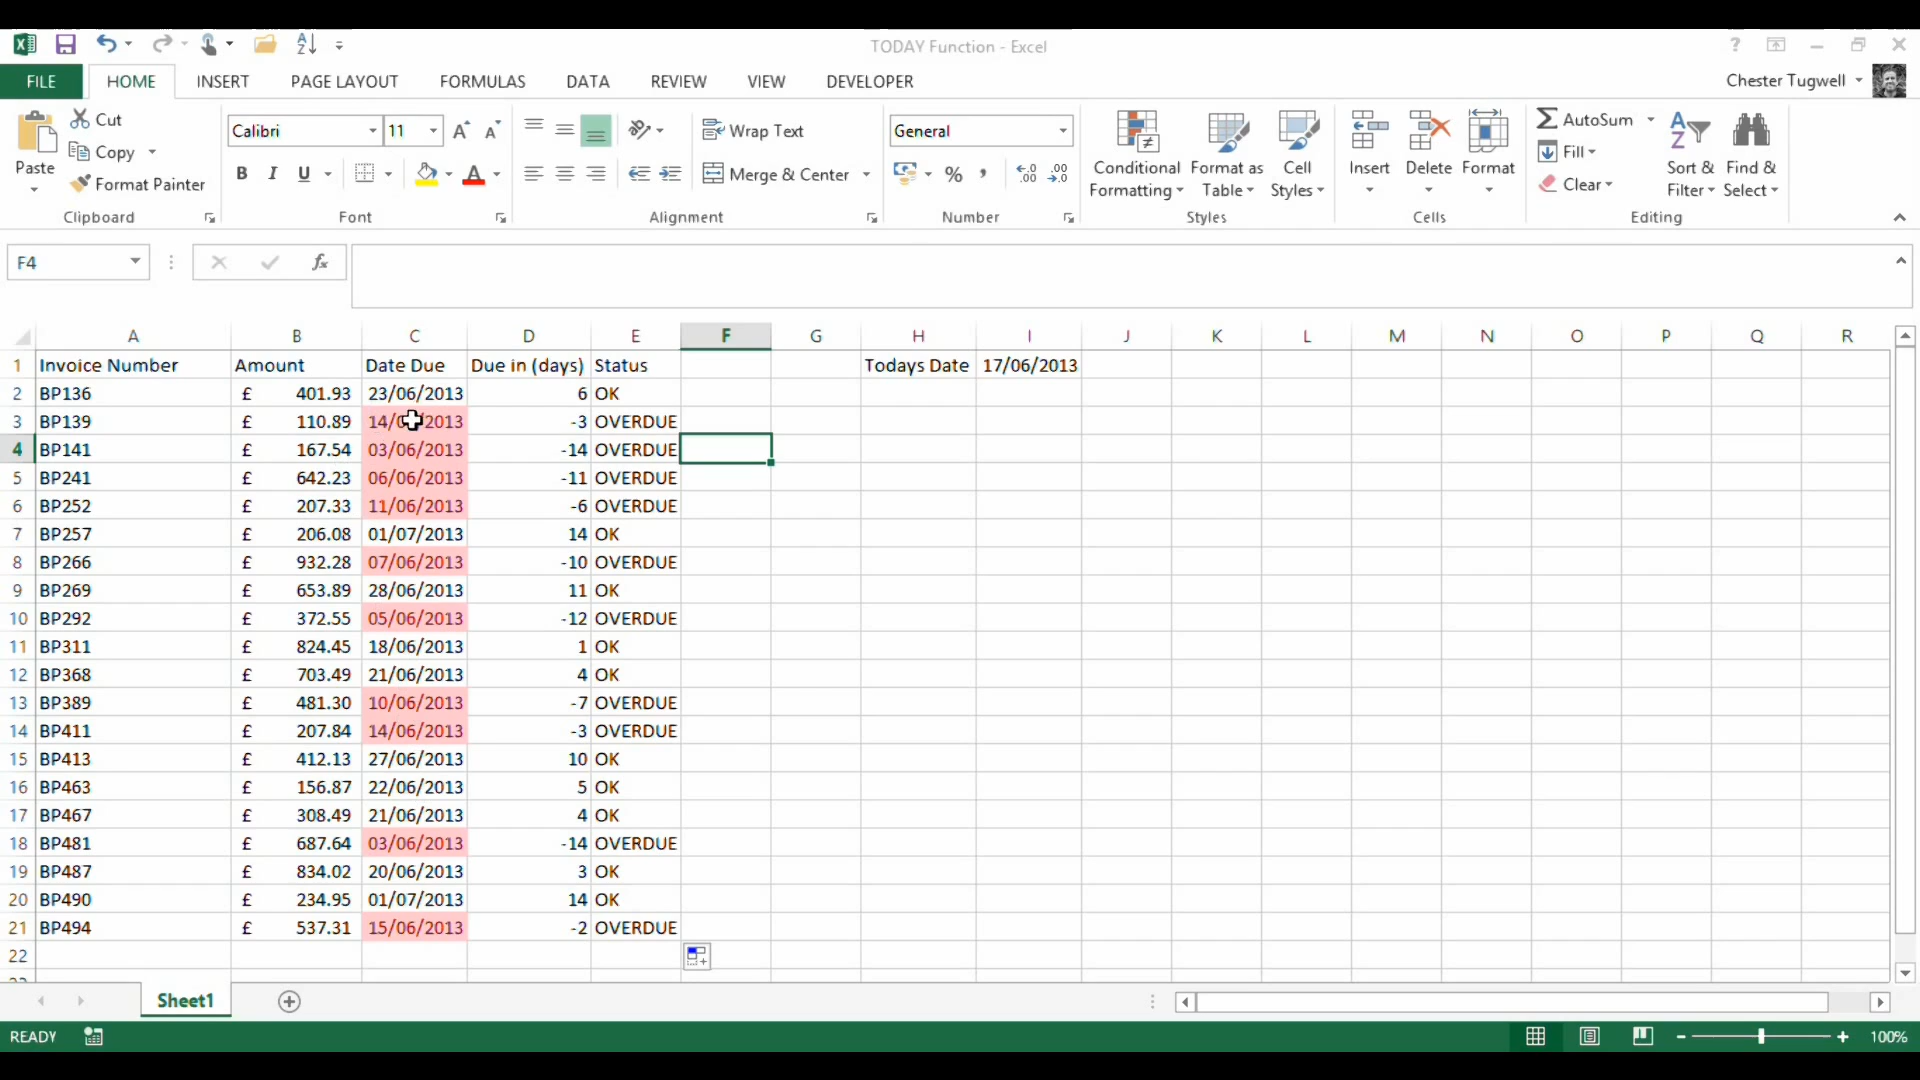 TODAY Function - Excel
FILE HOME INSERT PAGE LAYOUT FORMULAS DATA REVIEW VIEW DEVELOPER Chester Tugwell
Paste
Cut
Copy
Format Painter
Clipboard
Calibri 11
B I U
Font
Wrap Text
Merge & Center
Alignment
General
%
Number
Conditional Formatting
Format as Table
Cell Styles
Styles
Insert
Delete
Format
Cells
AutoSum
Fill
Clear
Sort & Filter
Find & Select
Editing
F4 fx
A B C D E F G H I J K L M N O P Q R
1 Invoice Number Amount Date Due Due in (days) Status Todays Date 17/06/2013
2 BP136 £ 401.93 23/06/2013 6 OK
3 BP139 £ 110.89 2013 -3 OVERDUE
4 BP141 £ 167.54 03/06/2013 -14 OVERDUE
5 BP241 £ 642.23 06/06/2013 -11 OVERDUE
6 BP252 £ 207.33 11/06/2013 -6 OVERDUE
7 BP257 £ 206.08 01/07/2013 14 OK
8 BP266 £ 932.28 07/06/2013 -10 OVERDUE
9 BP269 £ 653.89 28/06/2013 11 OK
10 BP292 £ 372.55 05/06/2013 -12 OVERDUE
11 BP311 £ 824.45 18/06/2013 1 OK
12 BP368 £ 703.49 21/06/2013 4 OK
13 BP389 £ 481.30 10/06/2013 -7 OVERDUE
14 BP411 £ 207.84 14/06/2013 -3 OVERDUE
15 BP413 £ 412.13 27/06/2013 10 OK
16 BP463 £ 156.87 22/06/2013 5 OK
17 BP467 £ 308.49 21/06/2013 4 OK
18 BP481 £ 687.64 03/06/2013 -14 OVERDUE
19 BP487 £ 834.02 20/06/2013 3 OK
20 BP490 £ 234.95 01/07/2013 14 OK
21 BP494 £ 537.31 15/06/2013 -2 OVERDUE
22
Sheet1
READY 100%